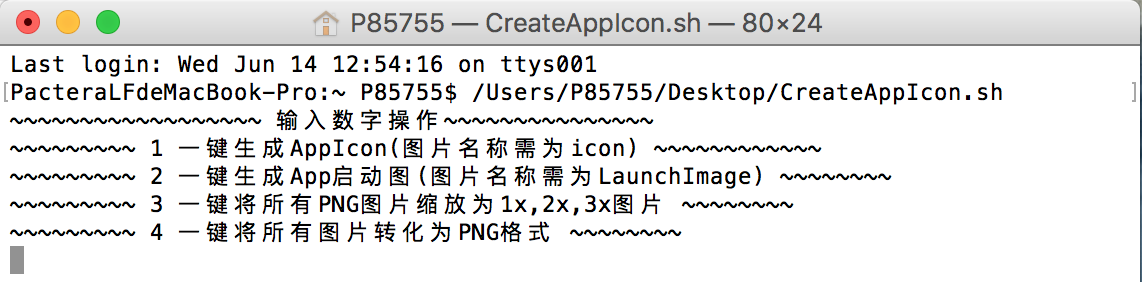 P85755 — CreateAppIcon.sh — 80×24
Last login: Wed Jun 14 12:54:16 on ttys001
[PacteraLFdeMacBook-Pro:~ P85755$ /Users/P85755/Desktop/CreateAppIcon.sh ]
~~~~~~~~~~~~~~~~~~ 输入数字操作~~~~~~~~~~~~~~~
~~~~~~~~~ 1 一键生成AppIcon(图片名称需为icon) ~~~~~~~~~~~~
~~~~~~~~~ 2 一键生成App启动图(图片名称需为LaunchImage) ~~~~~~~~
~~~~~~~~~ 3 一键将所有PNG图片缩放为1x,2x,3x图片 ~~~~~~~~
~~~~~~~~~ 4 一键将所有图片转化为PNG格式 ~~~~~~~~